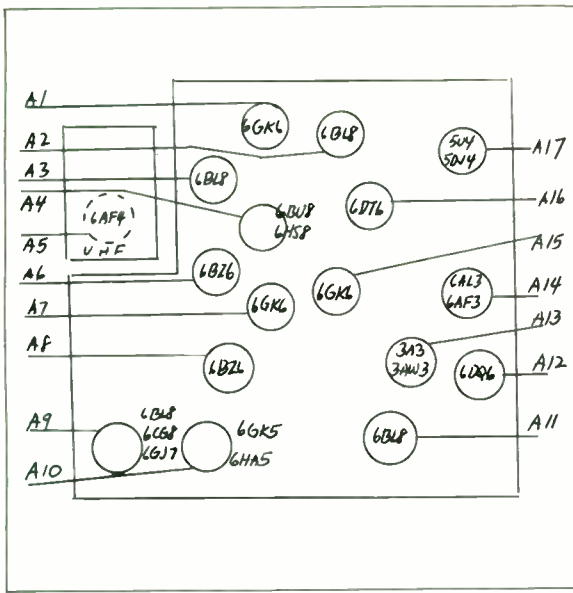 A1
6GK6
A2
6BL8
5U4
5DJ4
A17
A3
6BL8
A4
6DT6
A16
6AF4
UHF
6BU8
6HS8
A5
A15
A6
6BZ6
6GK6
6GK6
6AL3
6AF3
A14
A7
A13
A8
6BZ6
3A3
3AW3
6DQ6
A12
A9
6BL8
6CG8
6GJ7
6GK5
6HA5
6BL8
A11
A10